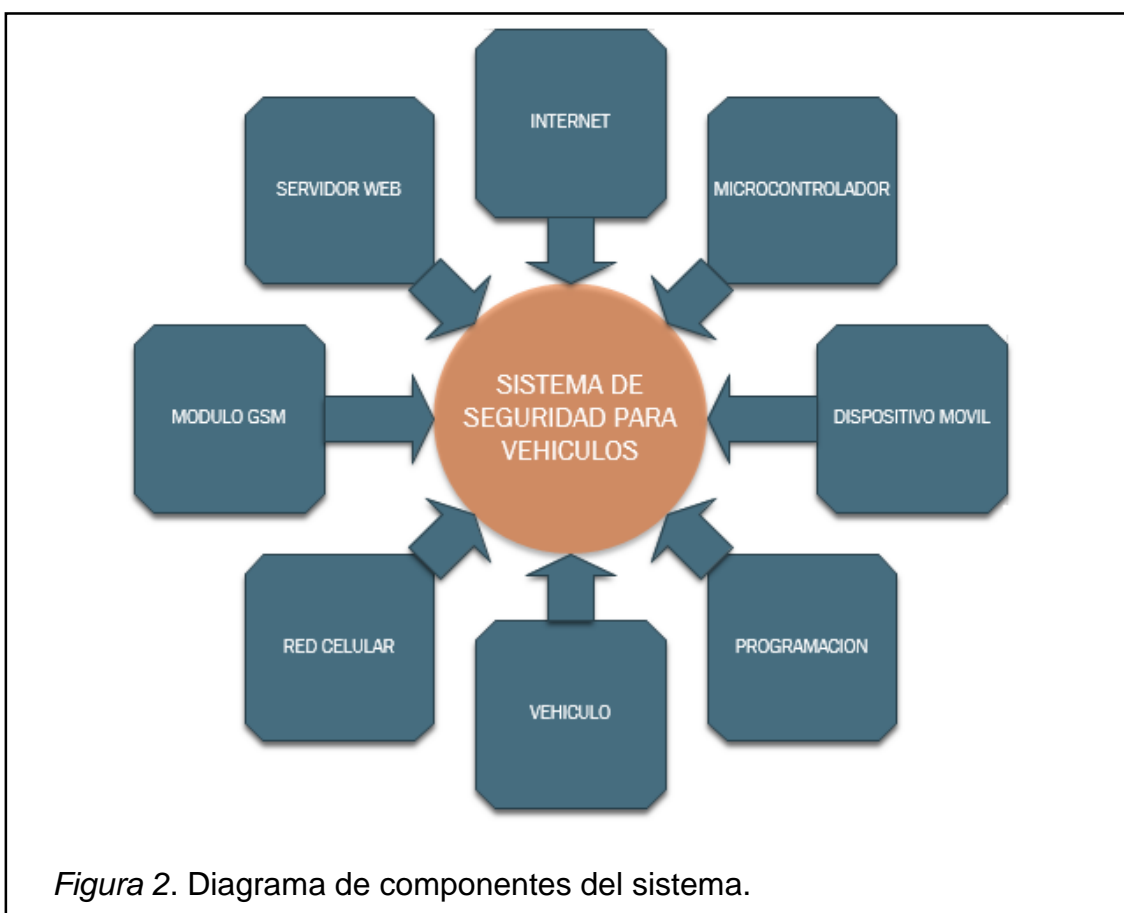 INTERNET
SERVIDOR WEB
MICROCONTROLADOR
SISTEMA DE
SEGURIDAD PARA
VEHICULOS
MODULO GSM
DISPOSITIVO MOVIL
RED CELULAR
PROGRAMACION
VEHICULO
Figura 2. Diagrama de componentes del sistema.